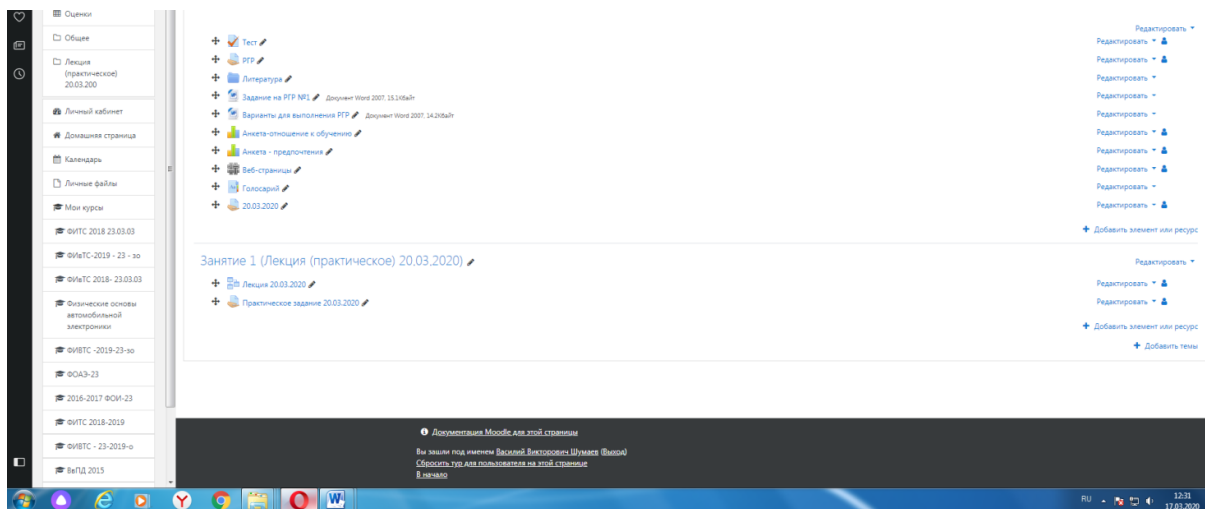 Оценки
Общее
Лекция
(практическое)
20.03.200
Личный кабинет
Домашняя страница
Календарь
Личные файлы
Мои курсы
ФИТС 2018 23.03.03
ФИвТС-2019 - 23 - зо
ФИвТС 2018- 23.03.03
Физические основы
автомобильной
электроники
ФИВТС -2019-23-зо
ФОАЭ-23
2016-2017 ФОИ-23
ФИТС 2018-2019
ФИВТС - 23-2019-о
ВвПД 2015
Редактировать
Тест Редактировать
РГР Редактировать
Литература Редактировать
Задание на РГР №1 Документ Word 2007, 15.1Кбайт Редактировать
Варианты для выполнения РГР Документ Word 2007, 14.2Кбайт Редактировать
Анкета-отношение к обучению Редактировать
Анкета - предпочтения Редактировать
Веб-страницы Редактировать
Голосарий Редактировать
20.03.2020 Редактировать
Добавить элемент или ресурс
Занятие 1 (Лекция (практическое) 20.03.2020) Редактировать
Лекция 20.03.2020 Редактировать
Практическое задание 20.03.2020 Редактировать
Добавить элемент или ресурс
Добавить темы
Документация Moodle для этой страницы
Вы зашли под именем Василий Викторович Шумаев (Выход)
Сбросить тур для пользователя на этой странице
В начало
RU
12:31
17.03.2020